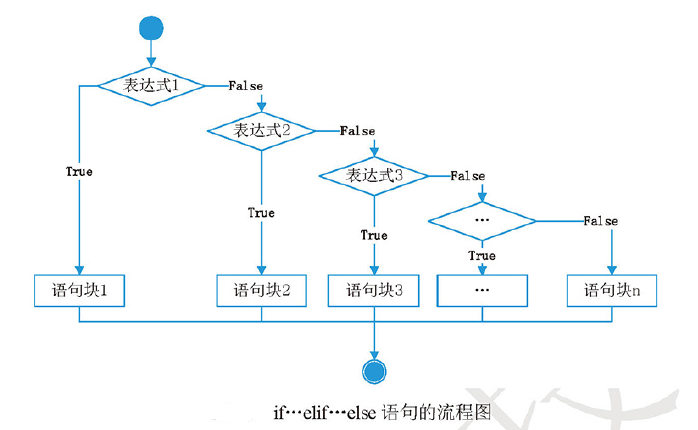 表达式1
False
表达式2
False
True
表达式3
False
True
…
False
True
True
语句块1
语句块2
语句块3
…
语句块n
if…elif…else 语句的流程图